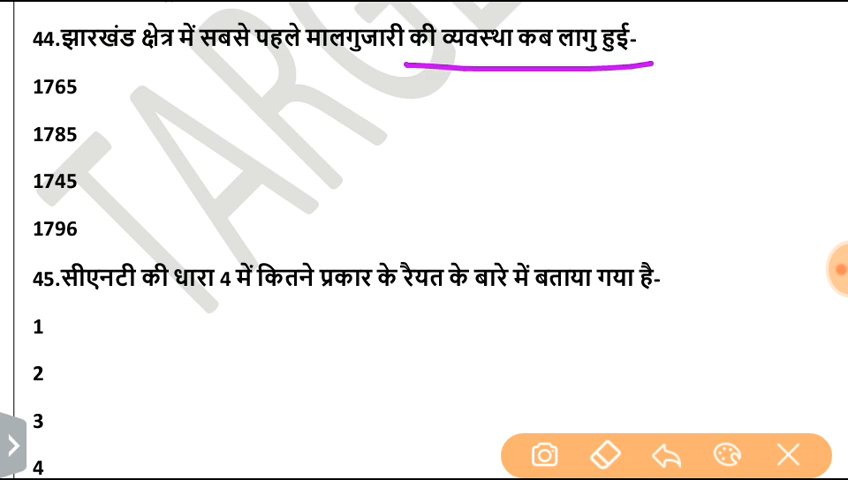 44.झारखंड क्षेत्र में सबसे पहले मालगुजारी की व्यवस्था कब लागु हुई-
1765
1785
1745
1796
45.सीएनटी की धारा 4 में कितने प्रकार के रैयत के बारे में बताया गया है-
1
2
3
4
TARGE